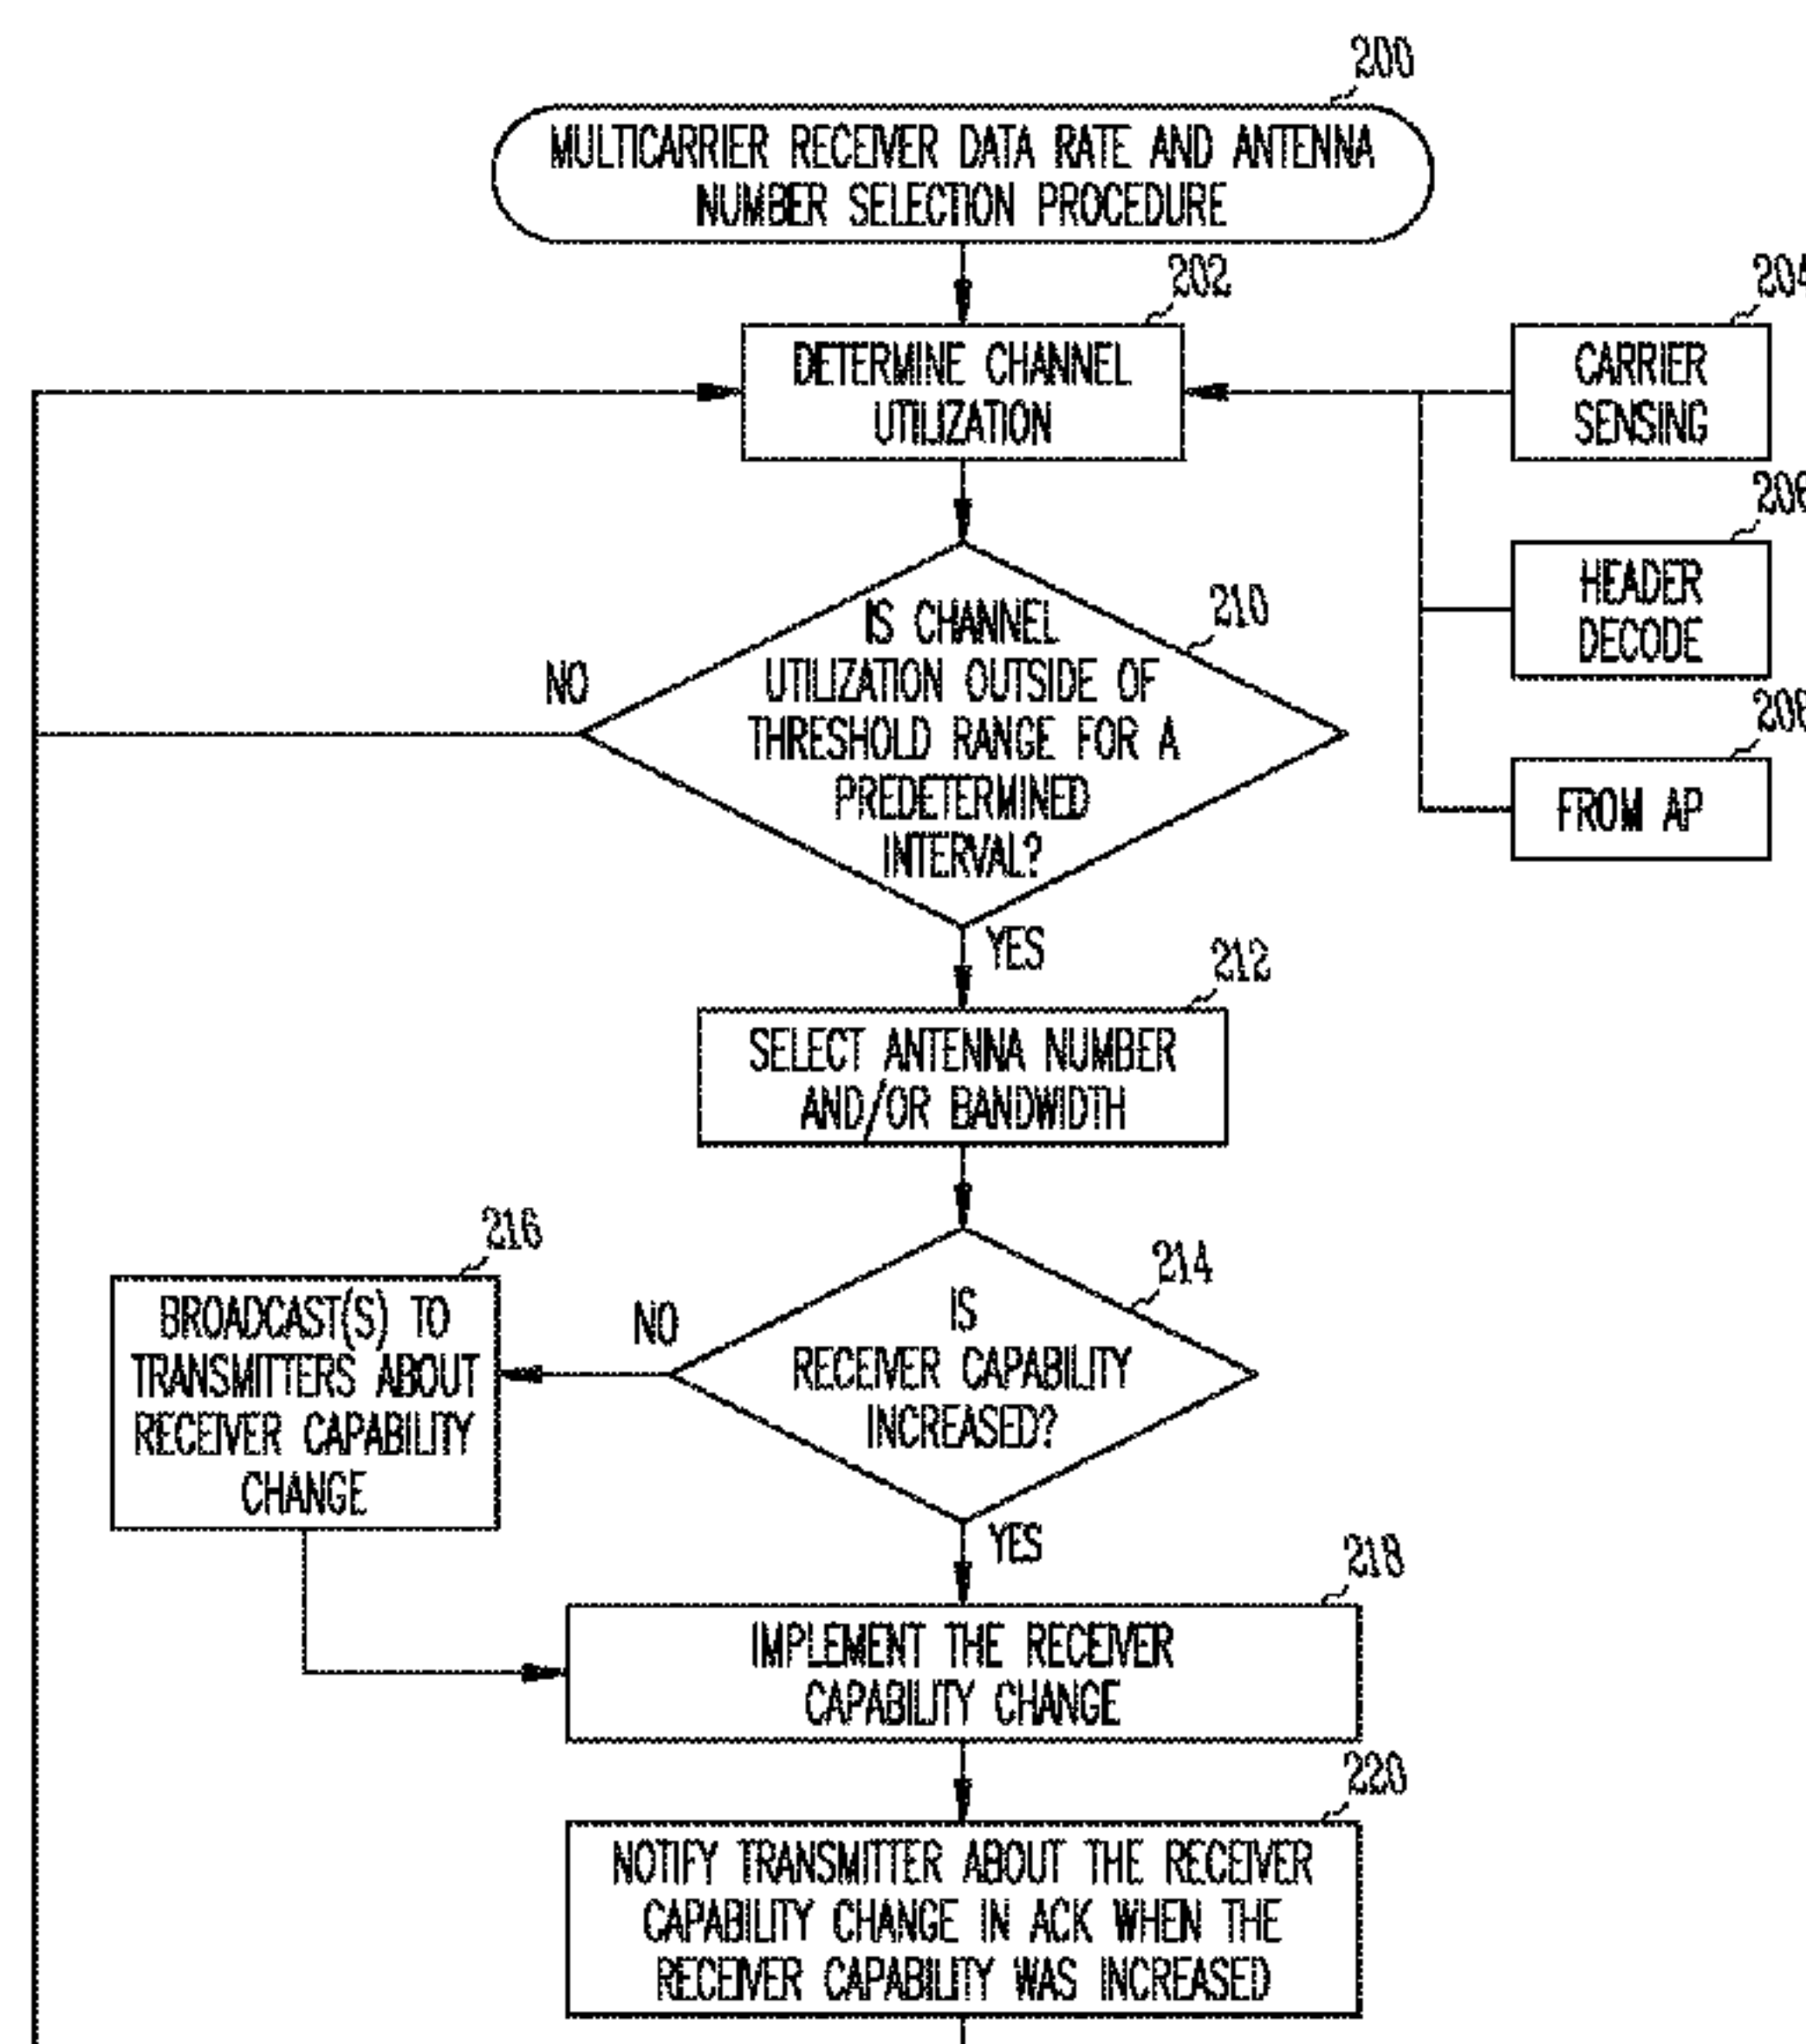 200
MULTICARRIER RECEIVER DATA RATE AND ANTENNA
NUMBER SELECTION PROCEDURE
202
DETERMINE CHANNEL
UTILIZATION
204
CARRIER
SENSING
206
HEADER
DECODE
208
FROM AP
210
IS CHANNEL
UTILIZATION OUTSIDE OF
THRESHOLD RANGE FOR A
PREDETERMINED
INTERVAL?
NO
YES
212
SELECT ANTENNA NUMBER
AND/OR BANDWIDTH
214
IS
RECEIVER CAPABILITY
INCREASED?
NO
216
BROADCAST(S) TO
TRANSMITTERS ABOUT
RECEIVER CAPABILITY
CHANGE
YES
218
IMPLEMENT THE RECEIVER
CAPABILITY CHANGE
220
NOTIFY TRANSMITTER ABOUT THE RECEIVER
CAPABILITY CHANGE IN ACK WHEN THE
RECEIVER CAPABILITY WAS INCREASED